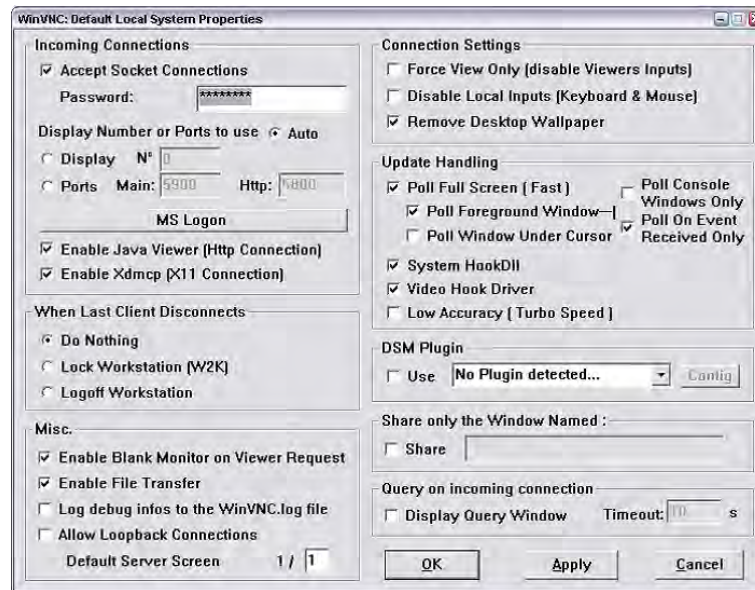 WinVNC: Default Local System Properties
Incoming Connections
Accept Socket Connections
Password: ********
Display Number or Ports to use Auto
Display N° 0
Ports Main: 5900 Http: 5800
MS Logon
Enable Java Viewer (Http Connection)
Enable Xdmcp (X11 Connection)
When Last Client Disconnects
Do Nothing
Lock Workstation (W2K)
Logoff Workstation
Misc.
Enable Blank Monitor on Viewer Request
Enable File Transfer
Log debug infos to the WinVNC.log file
Allow Loopback Connections
Default Server Screen 1 / 1
Connection Settings
Force View Only (disable Viewers Inputs)
Disable Local Inputs (Keyboard & Mouse)
Remove Desktop Wallpaper
Update Handling
Poll Full Screen ( Fast )
Poll Foreground Window
Poll Window Under Cursor
Poll Console
Windows Only
Poll On Event
Received Only
System HookDll
Video Hook Driver
Low Accuracy ( Turbo Speed )
DSM Plugin
Use No Plugin detected... Config
Share only the Window Named :
Share
Query on incoming connection
Display Query Window Timeout: 10 s
OK Apply Cancel